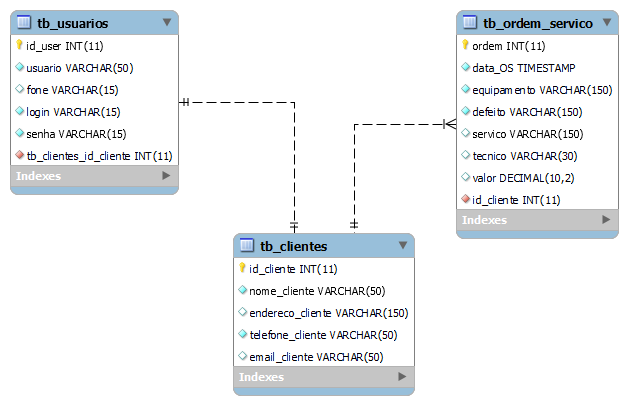 tb_usuarios
id_user INT(11)
usuario VARCHAR(50)
fone VARCHAR(15)
login VARCHAR(15)
senha VARCHAR(15)
tb_clientes_id_cliente INT(11)
Indexes
tb_ordem_servico
ordem INT(11)
data_OS TIMESTAMP
equipamento VARCHAR(150)
defeito VARCHAR(150)
servico VARCHAR(150)
tecnico VARCHAR(30)
valor DECIMAL(10,2)
id_cliente INT(11)
Indexes
tb_clientes
id_cliente INT(11)
nome_cliente VARCHAR(50)
endereco_cliente VARCHAR(150)
telefone_cliente VARCHAR(50)
email_cliente VARCHAR(50)
Indexes